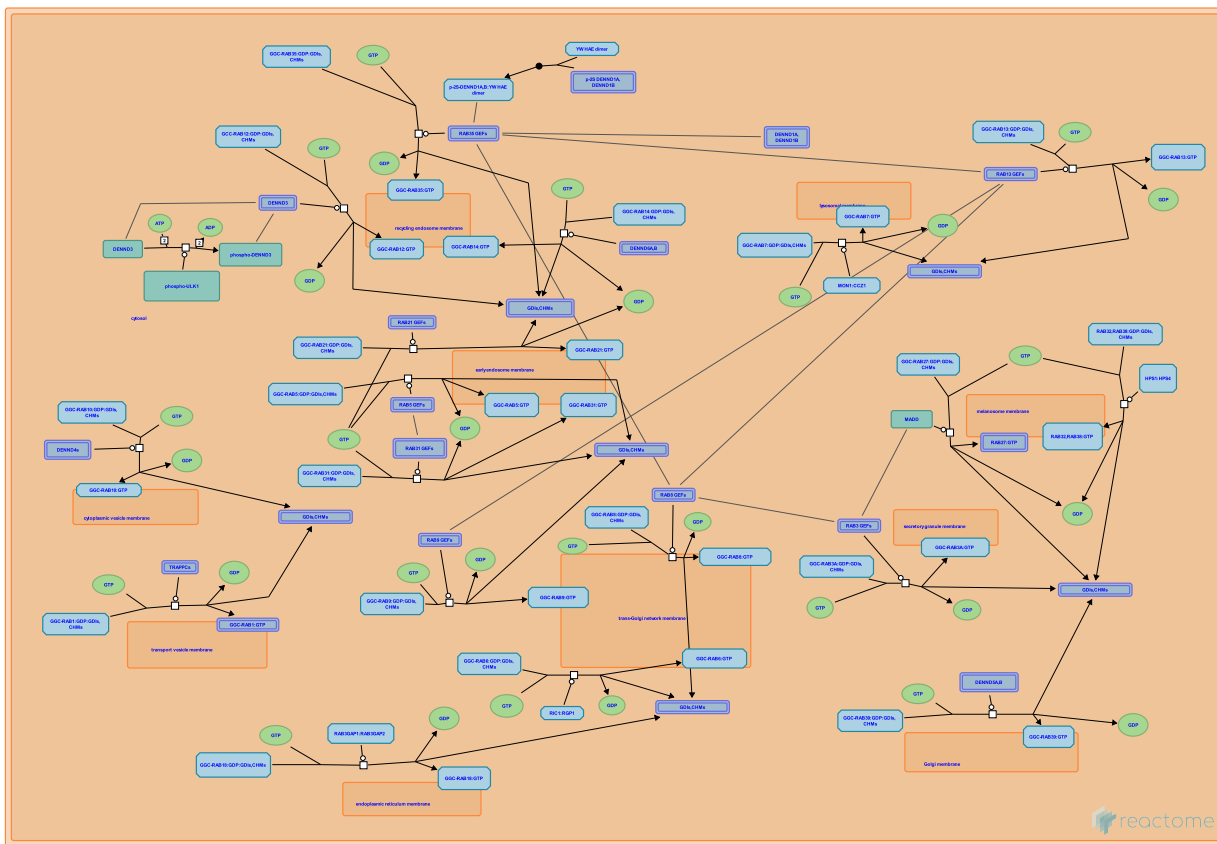 YWHAE dimer
GGC-RAB35:GDP:GDIs,
CHMs
GTP
p-2S-DENND1A,B:YWHAE
dimer
p-2S DENND1A,
DENND1B
GCC-RAB12:GDP:GDIs,
CHMs
RAB35 GEFs
DENND1A,
DENND1B
GGC-RAB13:GDP:GDIs,
CHMs
GTP
GTP
GDP
GGC-RAB13:GTP
RAB13 GEFs
GGC-RAB35:GTP
GTP
GDP
DENND3
lysosomal membrane
GGC-RAB7:GTP
GGC-RAB14:GDP:GDIs,
CHMs
ATP
ADP
recycling endosome membrane
GDP
2
2
DENND3
phospho-DENND3
GGC-RAB12:GTP
GGC-RAB14:GTP
DENND6A,B
GGC-RAB7:GDP:GDIs,CHMs
GDIs,CHMs
GDP
phospho-ULK1
MON1:CCZ1
GTP
GDP
GDIs,CHMs
cytosol
RAB21 GEFs
GGC-RAB21:GDP:GDIs,
CHMs
GGC-RAB21:GTP
RAB32,RAB38:GDP:GDIs,
CHMs
GTP
GGC-RAB27:GDP:GDIs,
CHMs
early endosome membrane
HPS1:HPS4
GGC-RAB5:GDP:GDIs,CHMs
RAB5 GEFs
GGC-RAB5:GTP
GGC-RAB31:GTP
melanosome membrane
GGC-RAB10:GDP:GDIs,
CHMs
GTP
MADD
GDP
RAB32,RAB38:GTP
RAB27:GTP
GTP
RAB31 GEFs
DENND4s
GDIs,CHMs
GDP
GGC-RAB31:GDP:GDIs,
CHMs
GGC-RAB10:GTP
RAB8 GEFs
cytoplasmic vesicle membrane
GDIs,CHMs
GGC-RAB8:GDP:GDIs,
CHMs
GDP
GDP
RAB3 GEFs
secretory granule membrane
RAB9 GEFs
GTP
GGC-RAB3A:GTP
GDP
GGC-RAB8:GTP
TRAPPCs
GTP
GGC-RAB3A:GDP:GDIs,
CHMs
GTP
GDP
GDIs,CHMs
GGC-RAB9:GDP:GDIs,
CHMs
GGC-RAB9:GTP
GTP
GDP
GGC-RAB1:GDP:GDIs,
CHMs
GGC-RAB1:GTP
trans-Golgi network membrane
transport vesicle membrane
GGC-RAB6:GDP:GDIs,
CHMs
GGC-RAB6:GTP
DENND5A,B
GTP
GTP
RIC1:RGP1
GDP
GDIs,CHMs
GGC-RAB39:GDP:GDIs,
CHMs
GDP
GDP
GTP
RAB3GAP1:RAB3GAP2
GGC-RAB39:GTP
GGC-RAB18:GDP:GDIs,CHMs
GGC-RAB18:GTP
Golgi membrane
endoplasmic reticulum membrane
reactome